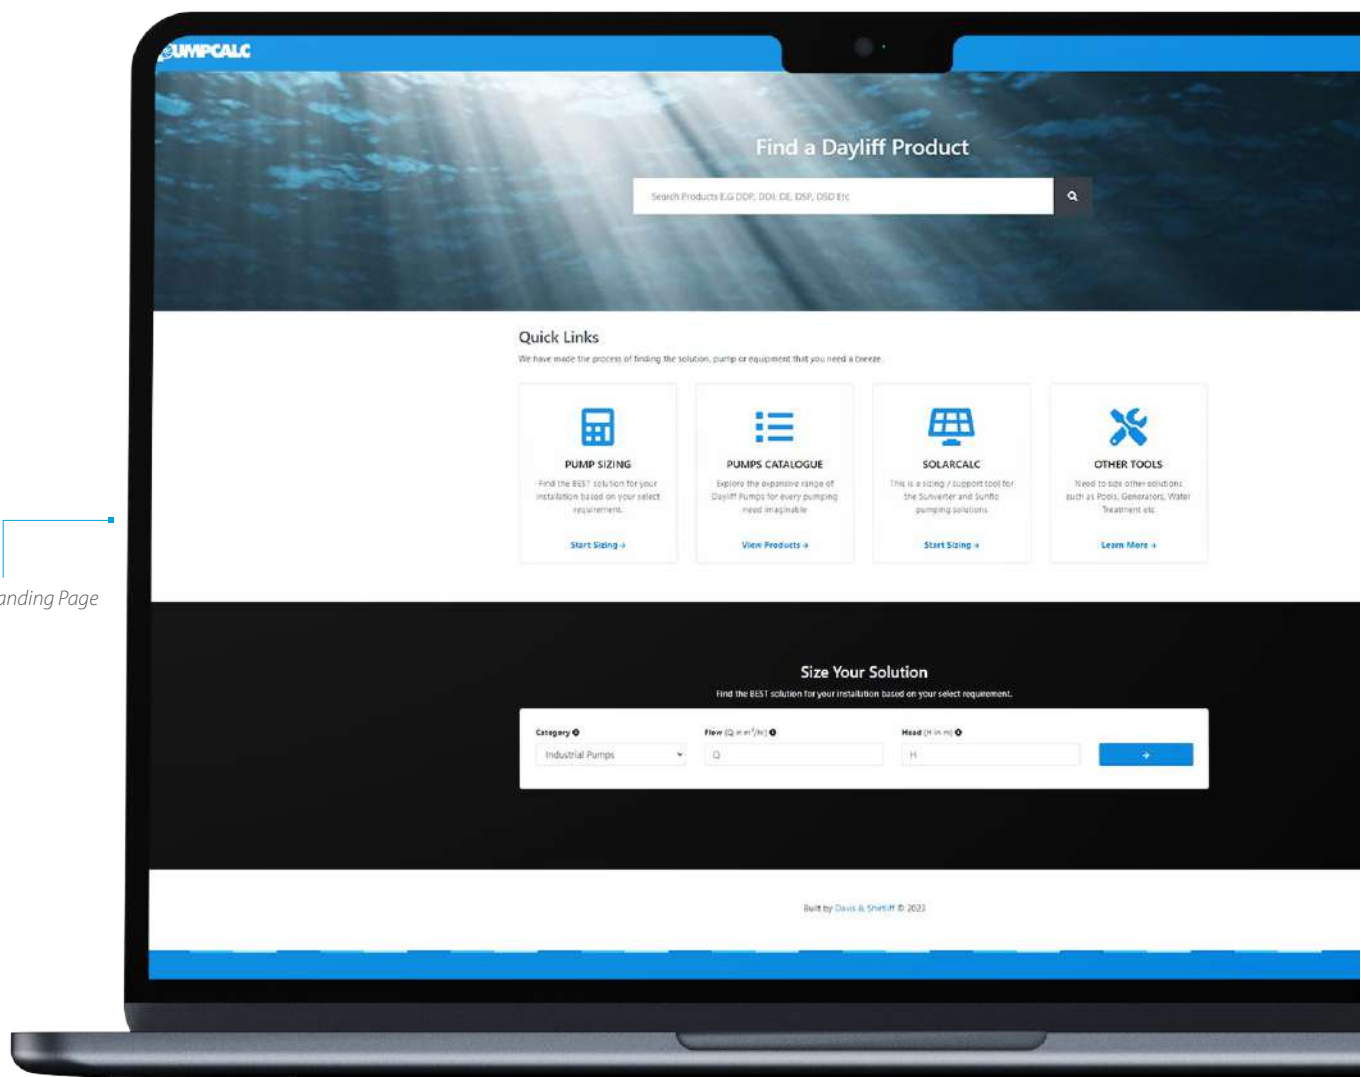 UMPCALC
Find a Dayliff Product
Search Products E.G DDP, DDI, DE, DSP, DSD Etc
Quick Links
We have made the process of finding the solution, pump or equipment that you need a breeze.
PUMP SIZING
Find the BEST solution for your
installation based on your select
requirement.
Start Sizing →
PUMPS CATALOGUE
Explore the expansive range of
Dayliff Pumps for every pumping
need imaginable
View Products →
SOLARCALC
This is a sizing / support tool for
the Sunverter and Sunflo
pumping solutions
Start Sizing →
OTHER TOOLS
Need to size other solutions
such as Pools, Generators, Water
Treatment etc
Learn More →
anding Page
Size Your Solution
Find the BEST solution for your installation based on your select requirement.
Category
Flow (Q in m³/hr)
Head (H in m)
Industrial Pumps
Q
H
→
Built by Davis & Shirtliff © 2023